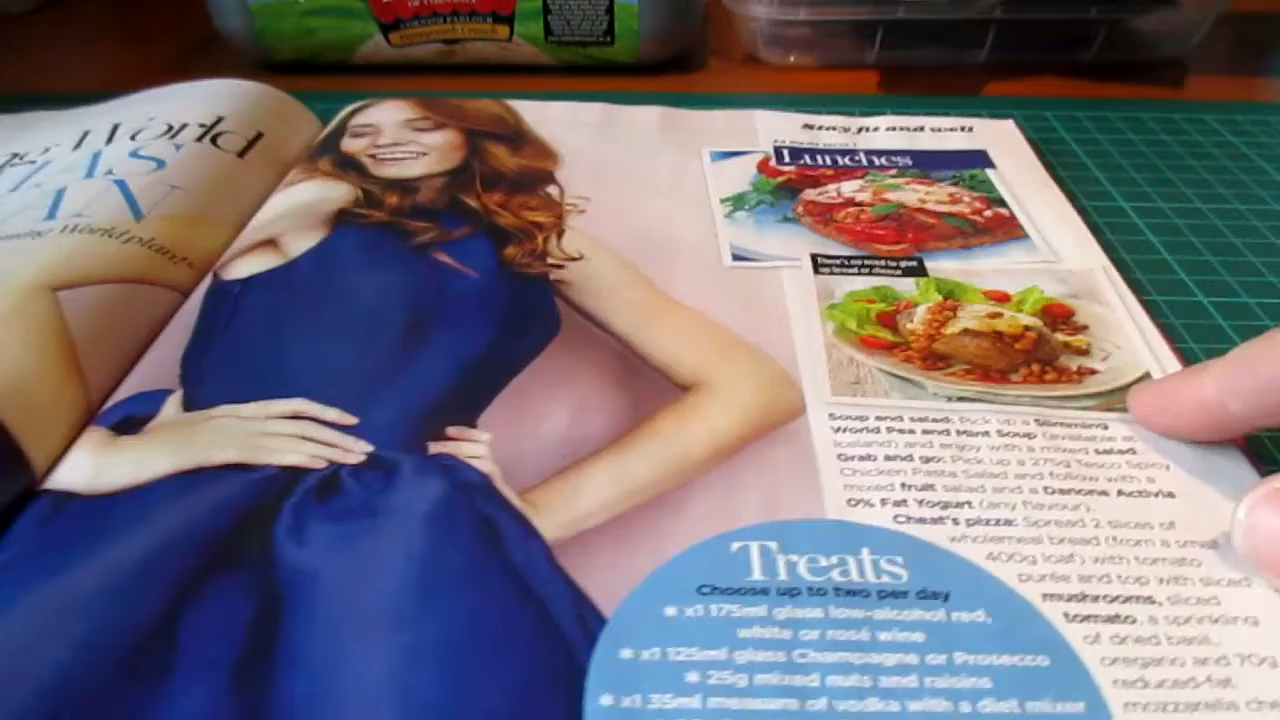 CORNISH PARLOUR
Honeycomb Crunch
World
World plan!
Stay fit and well
Lunches
There's no need to give
up bread or cheese
Soup and salad: Pick up a Slimming
World Pea and Mint Soup (available at
Iceland) and enjoy with a mixed salad
Grab and go: Pick up a 275g Tesco Spicy
Chicken Pasta Salad and follow with a
mixed fruit salad and a Danone Activia
0% Fat Yogurt (any flavour).
Cheat's pizza: Spread 2 slices of
wholemeal bread (from a
400g loaf) with tomato
purée and top with sliced
mushrooms, sliced
tomato, a sprinkling
of dried basil,
oregano and 70g
reduced-fat
mozzarella
Treats
Choose up to two per day
* x1 175ml glass low-alcohol red,
white or rosé wine
* x1 125ml glass Champagne or Prosecco
* 25g mixed nuts and raisins
* x1 35ml measure of vodka with a diet mixer